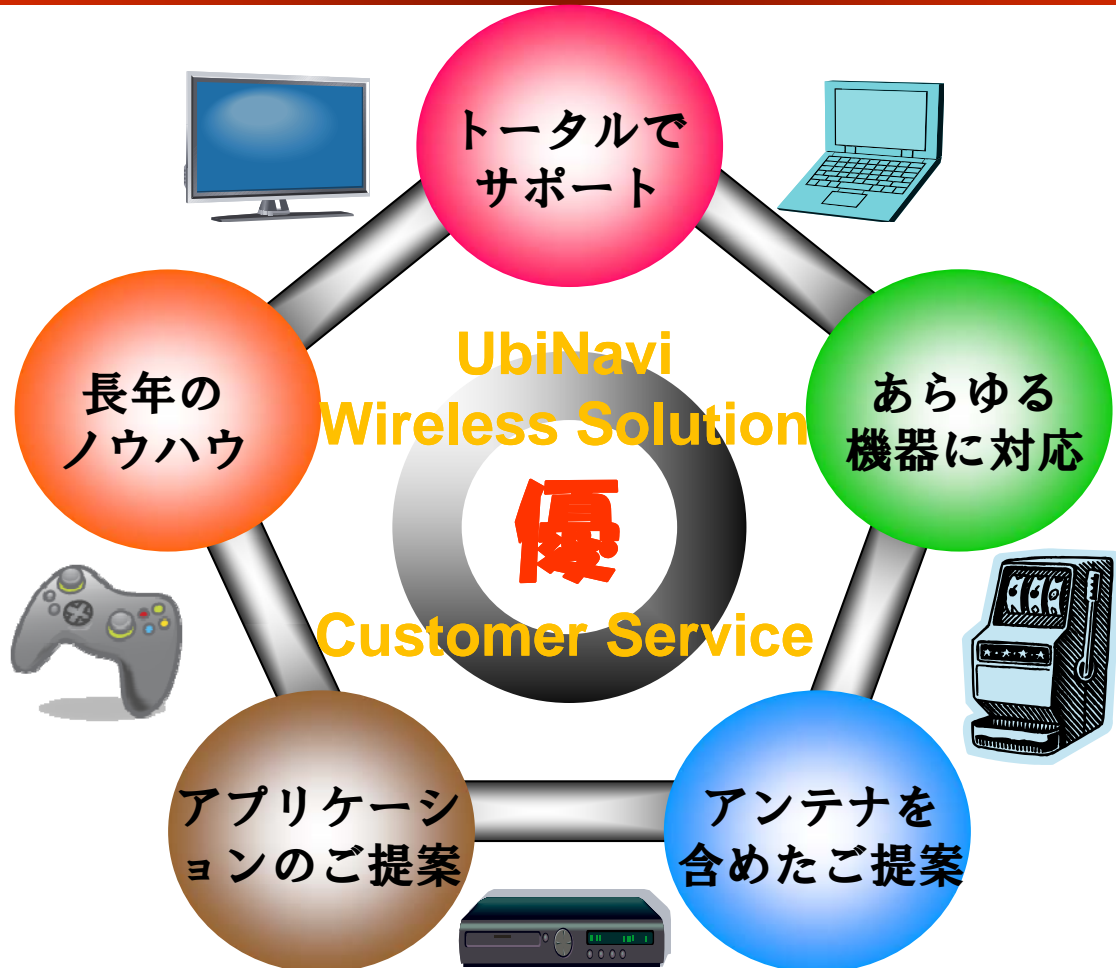 トータルで
サポート
長年の
ノウハウ
UbiNavi
Wireless Solution
優
Customer Service
あらゆる
機器に対応
アプリケーシ
ョンのご提案
アンテナを
含めたご提案